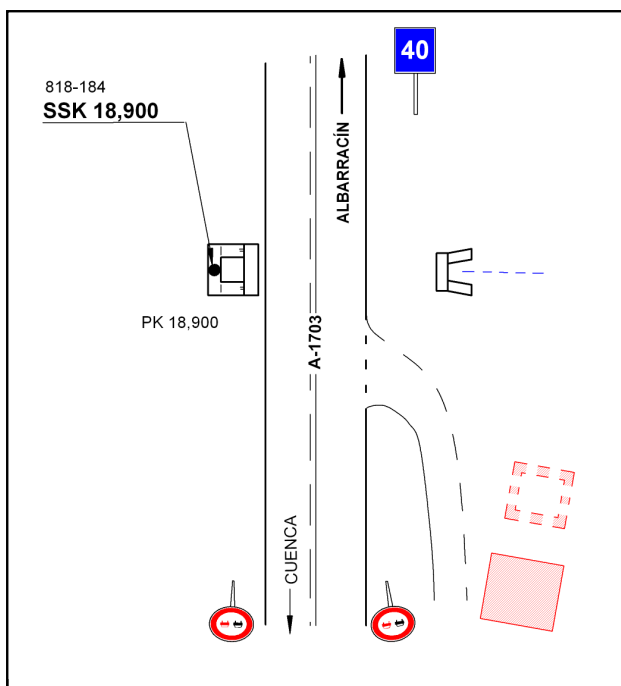 40
818-184
SSK 18,900
ALBARRACÍN
PK 18,900
A-1703
CUENCA